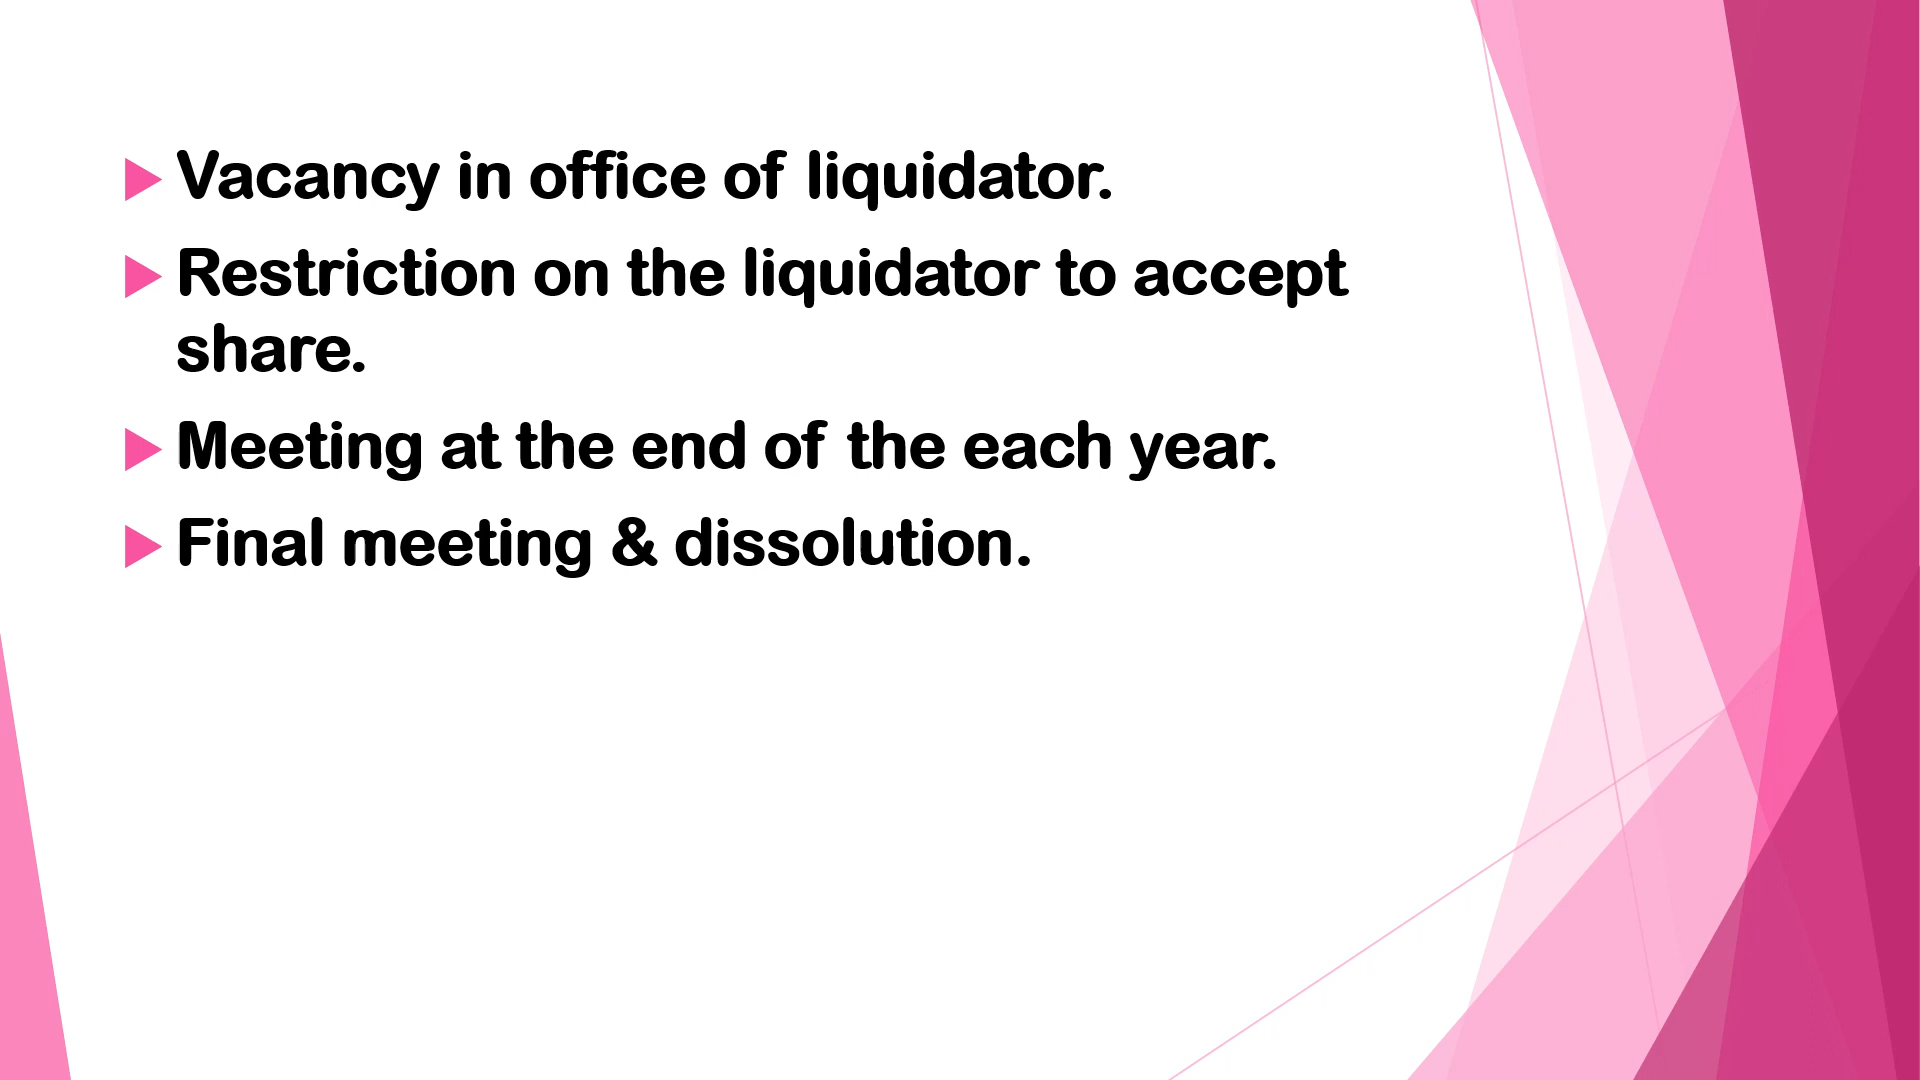 Vacancy in office of liquidator.
Restriction on the liquidator to accept
share.
Meeting at the end of the each year.
Final meeting & dissolution.